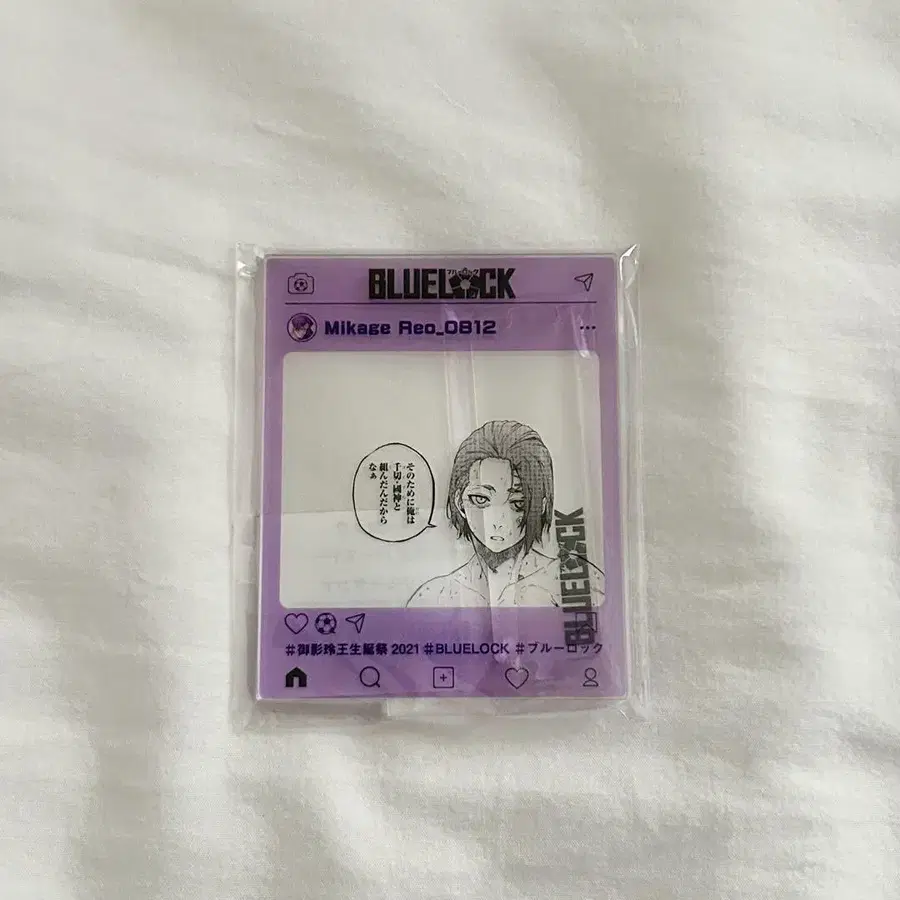 BLUELOCK
ブルーロック
Mikage Reo_0812
そのために俺は
千切・國神と
組んだんだから
なぁ
BLUELOCK
#御影玲王生誕祭 2021 #BLUELOCK #ブルーロック